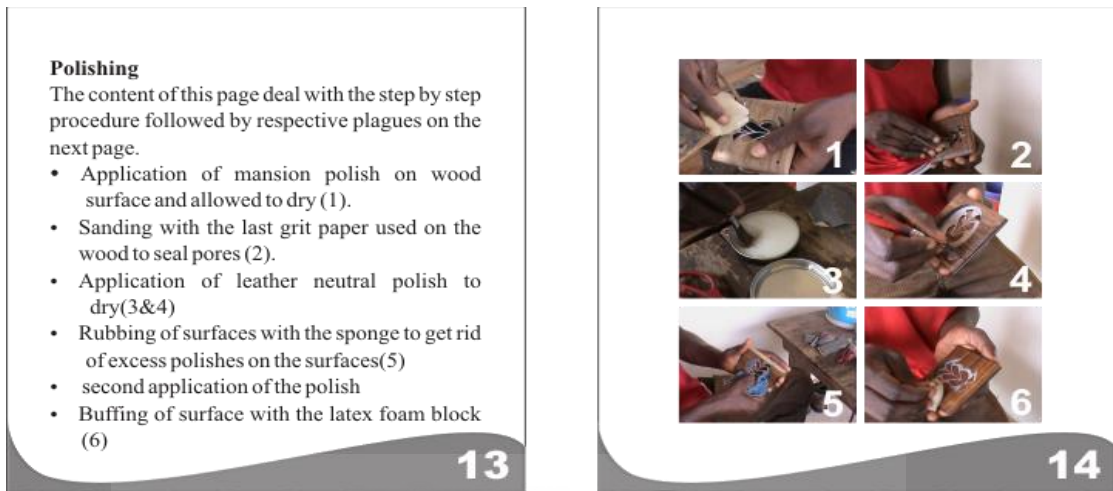 Polishing
The content of this page deal with the step by step
procedure followed by respective plagues on the
next page.
• Application of mansion polish on wood
surface and allowed to dry (1).
• Sanding with the last grit paper used on the
wood to seal pores (2).
• Application of leather neutral polish to
dry(3&4)
• Rubbing of surfaces with the sponge to get rid
of excess polishes on the surfaces(5)
• second application of the polish
• Buffing of surface with the latex foam block
(6)
13
1
2
3
4
5
6
14